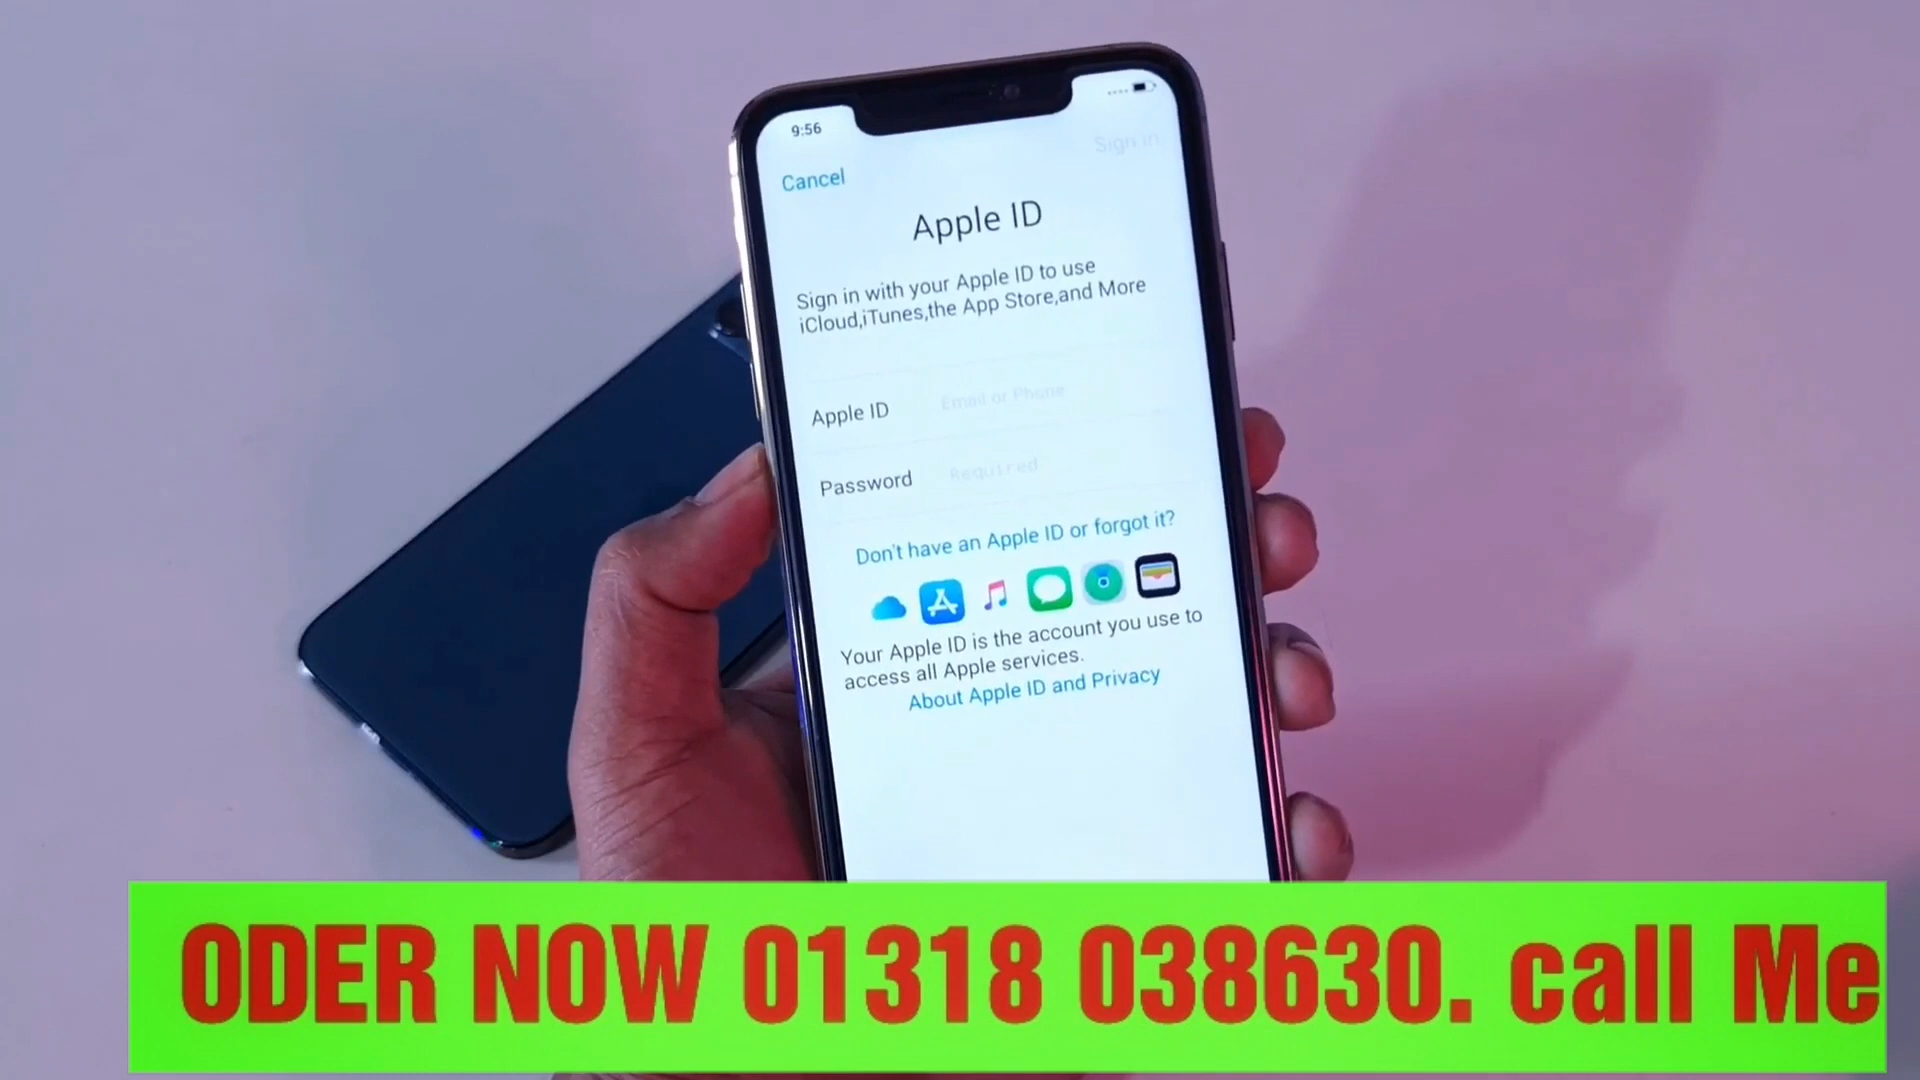 9:56
Sign in
Cancel
Apple ID
Sign in with your Apple ID to use
iCloud,iTunes,the App Store,and More
Apple ID Email or Phone
Password Required
Don't have an Apple ID or forgot it?
Your Apple ID is the account you use to
access all Apple services.
About Apple ID and Privacy
ODER NOW 01318 038630. call Me